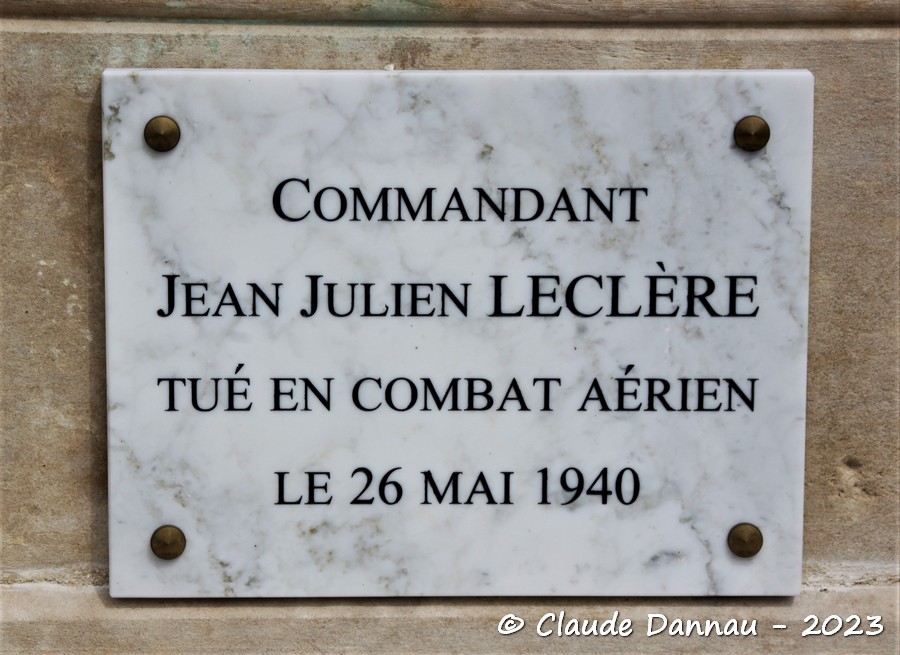 COMMANDANT
JEAN JULIEN LECLÈRE
TUÉ EN COMBAT AÉRIEN
LE 26 MAI 1940
© Claude Dannau - 2023